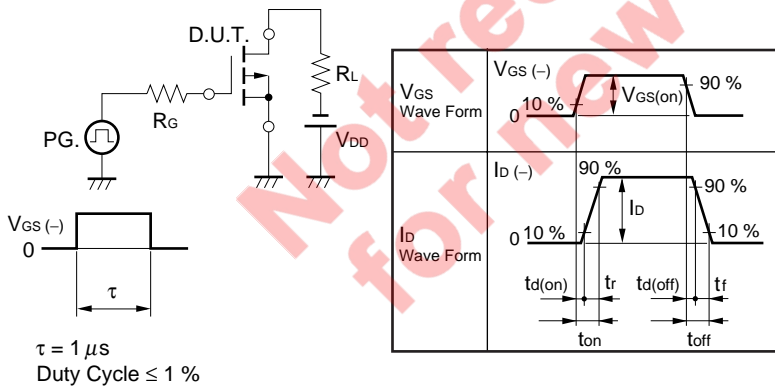 D.U.T.
RL
RG
PG.
VDD
VGS (−)
0
τ
τ = 1 μs
Duty Cycle ≤ 1 %
VGS
Wave Form
VGS (−)
10 %
0
VGS(on)
90 %
ID
Wave Form
ID (−)
90 %
90 %
ID
0 10 %
10 %
td(on) tr td(off) tf
ton toff
Not re
for new